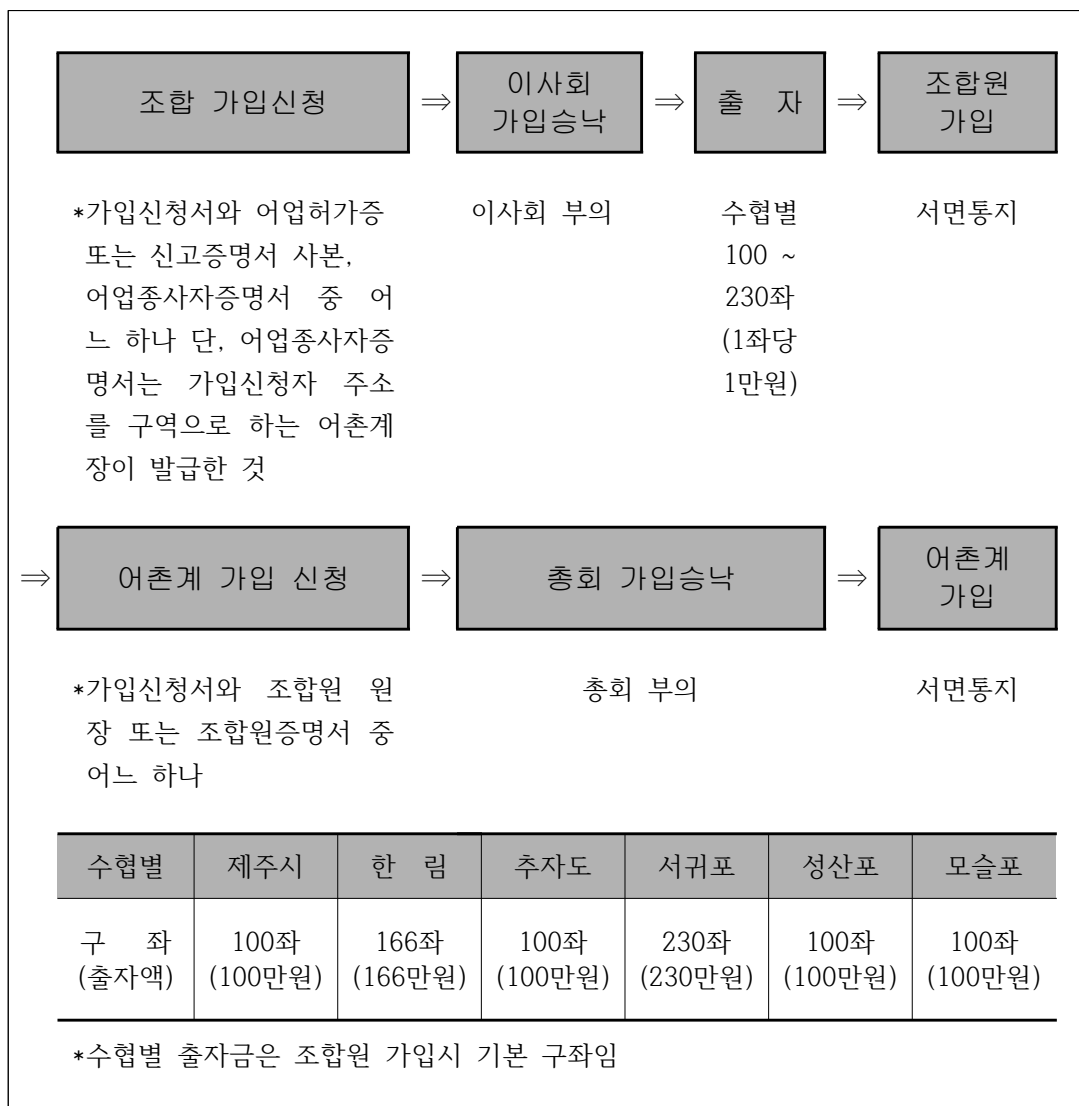 조합 가입신청 ⇒ 이사회 가입승낙 ⇒ 출 자 ⇒ 조합원 가입
*가입신청서와 어업허가증
또는 신고증명서 사본,
어업종사자증명서 중 어
느 하나 단, 어업종사자증
명서는 가입신청자 주소
를 구역으로 하는 어촌계
장이 발급한 것
이사회 부의
수협별
100 ~
230좌
(1좌당
1만원)
서면통지
⇒ 어촌계 가입 신청 ⇒ 총회 가입승낙 ⇒ 어촌계 가입
*가입신청서와 조합원 원
장 또는 조합원증명서 중
어느 하나
총회 부의
서면통지
수협별 제주시 한 림 추자도 서귀포 성산포 모슬포
구 좌 100좌 166좌 100좌 230좌 100좌 100좌
(출자액) (100만원) (166만원) (100만원) (230만원) (100만원) (100만원)
*수협별 출자금은 조합원 가입시 기본 구좌임